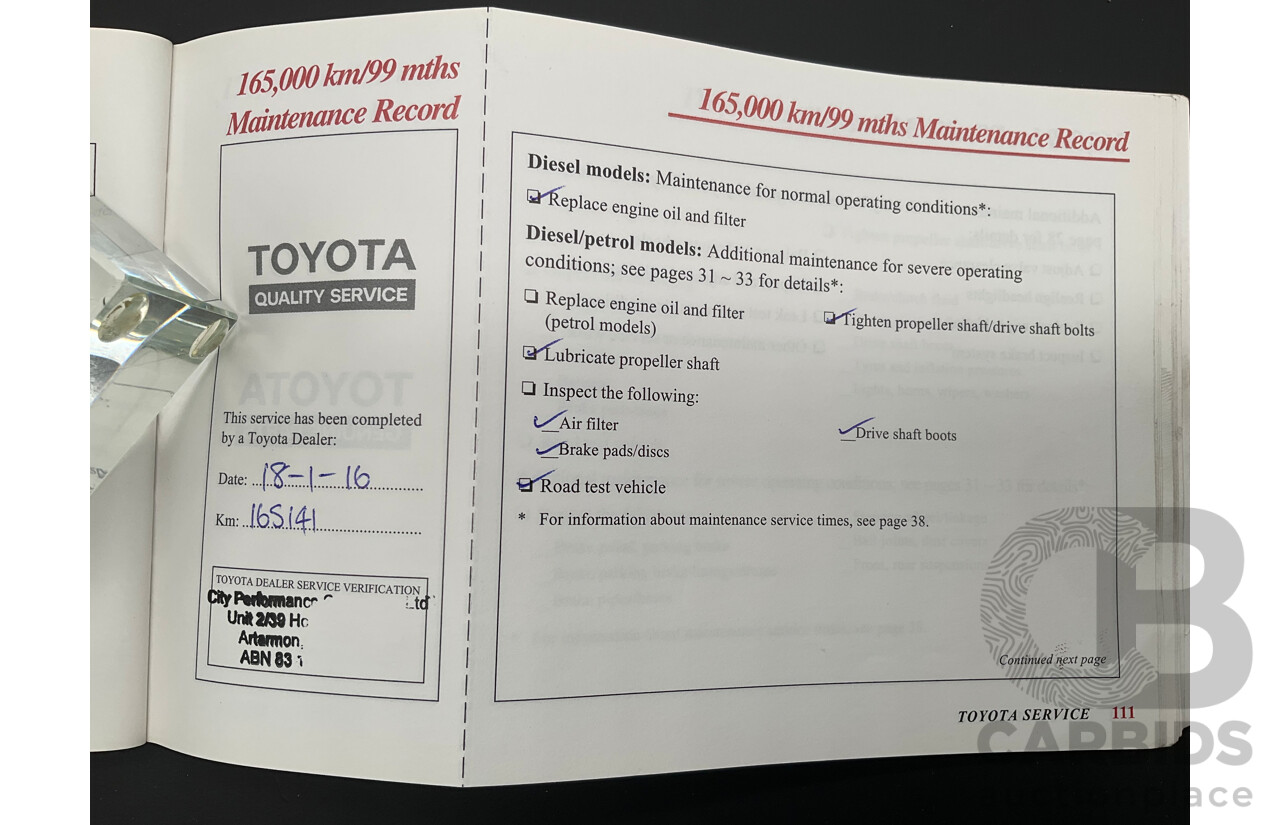 165,000 km/99 mths
Maintenance Record
TOYOTA
QUALITY SERVICE
This service has been completed
by a Toyota Dealer:
Date: 18-1-16
Km: 165141
TOYOTA DEALER SERVICE VERIFICATION
City Performance Ltd
Unit 2/39
Artarmon
ABN 83
165,000 km/99 mths Maintenance Record
Diesel models: Maintenance for normal operating conditions*:
Replace engine oil and filter
Diesel/petrol models: Additional maintenance for severe operating
conditions; see pages 31 ~ 33 for details*:
Replace engine oil and filter
(petrol models)
Tighten propeller shaft/drive shaft bolts
Lubricate propeller shaft
Inspect the following:
Air filter
Drive shaft boots
Brake pads/discs
Road test vehicle
* For information about maintenance service times, see page 38.
Continued next page
TOYOTA SERVICE 111
CB
CARBIDS